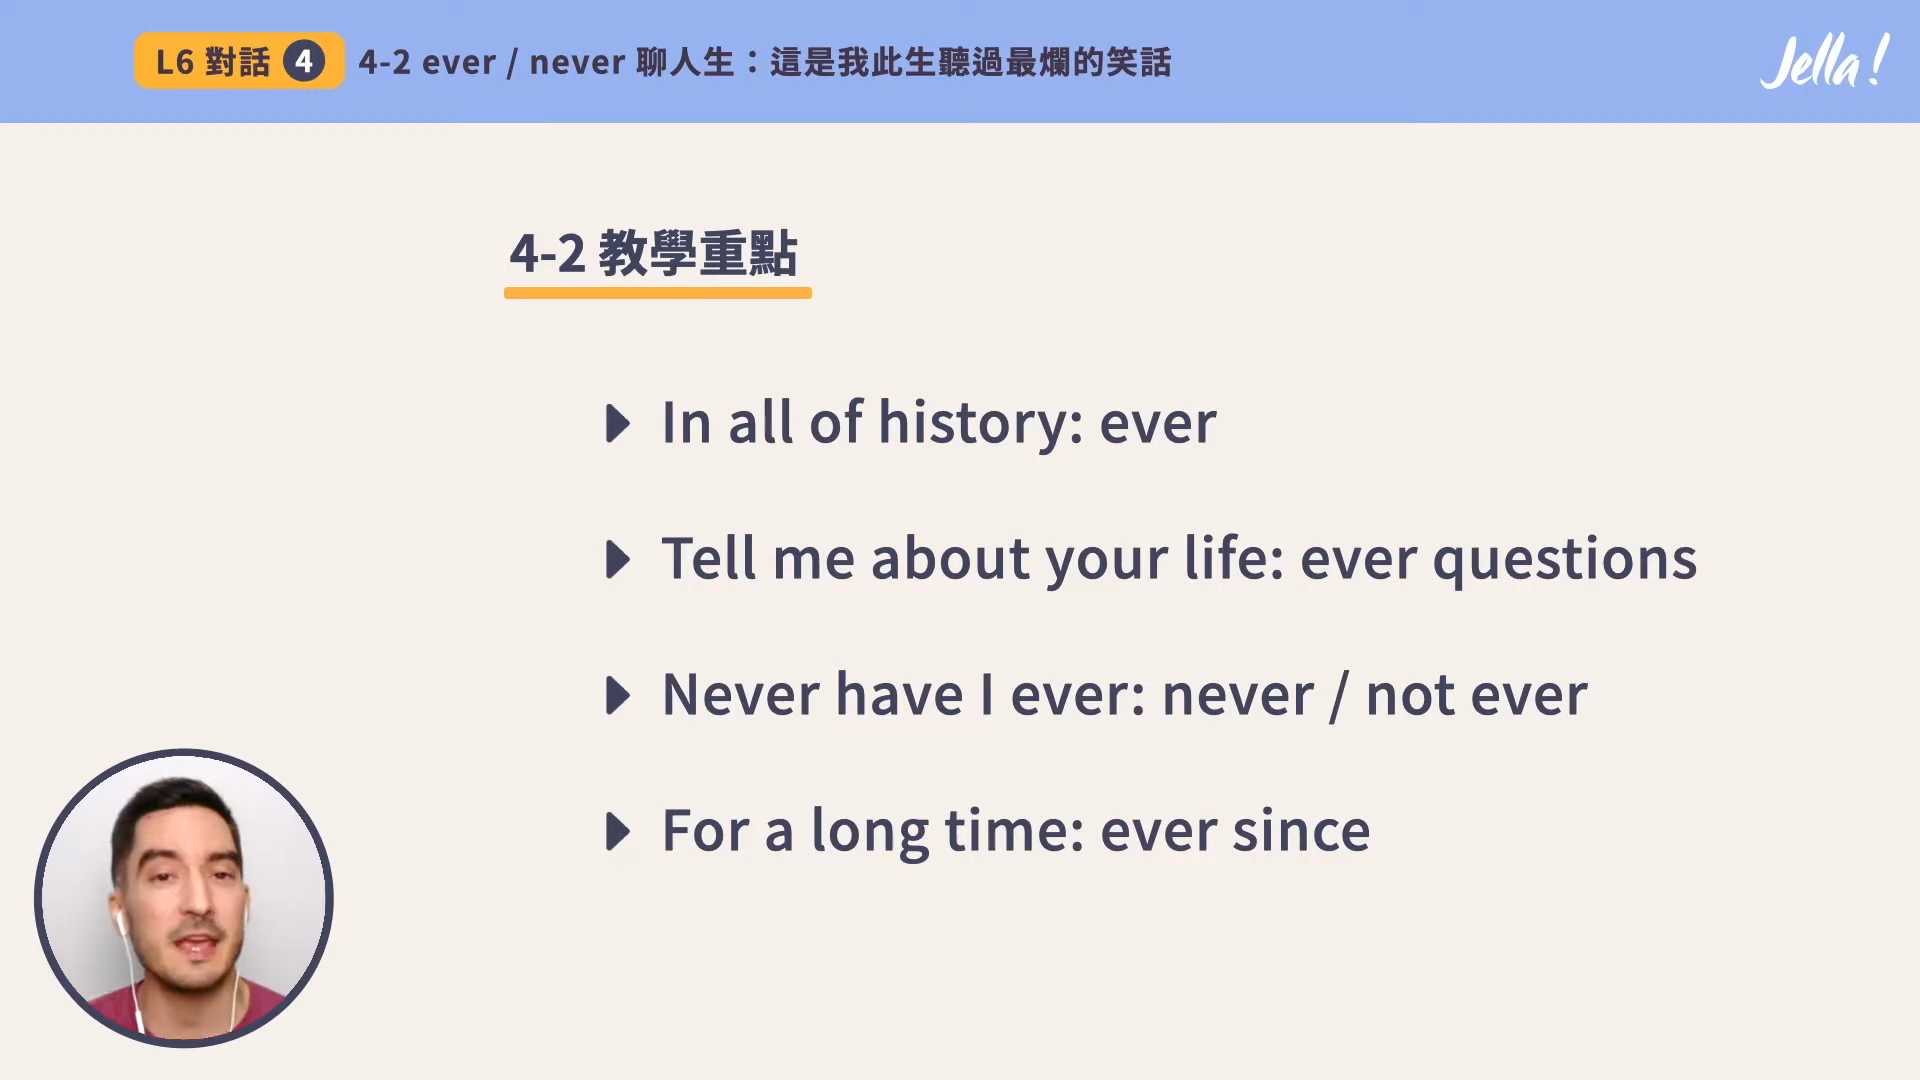 L6 對話 4 4-2 ever / never 聊人生：這是我此生聽過最爛的笑話
Jella!
4-2 教學重點
In all of history: ever
Tell me about your life: ever questions
Never have I ever: never / not ever
For a long time: ever since